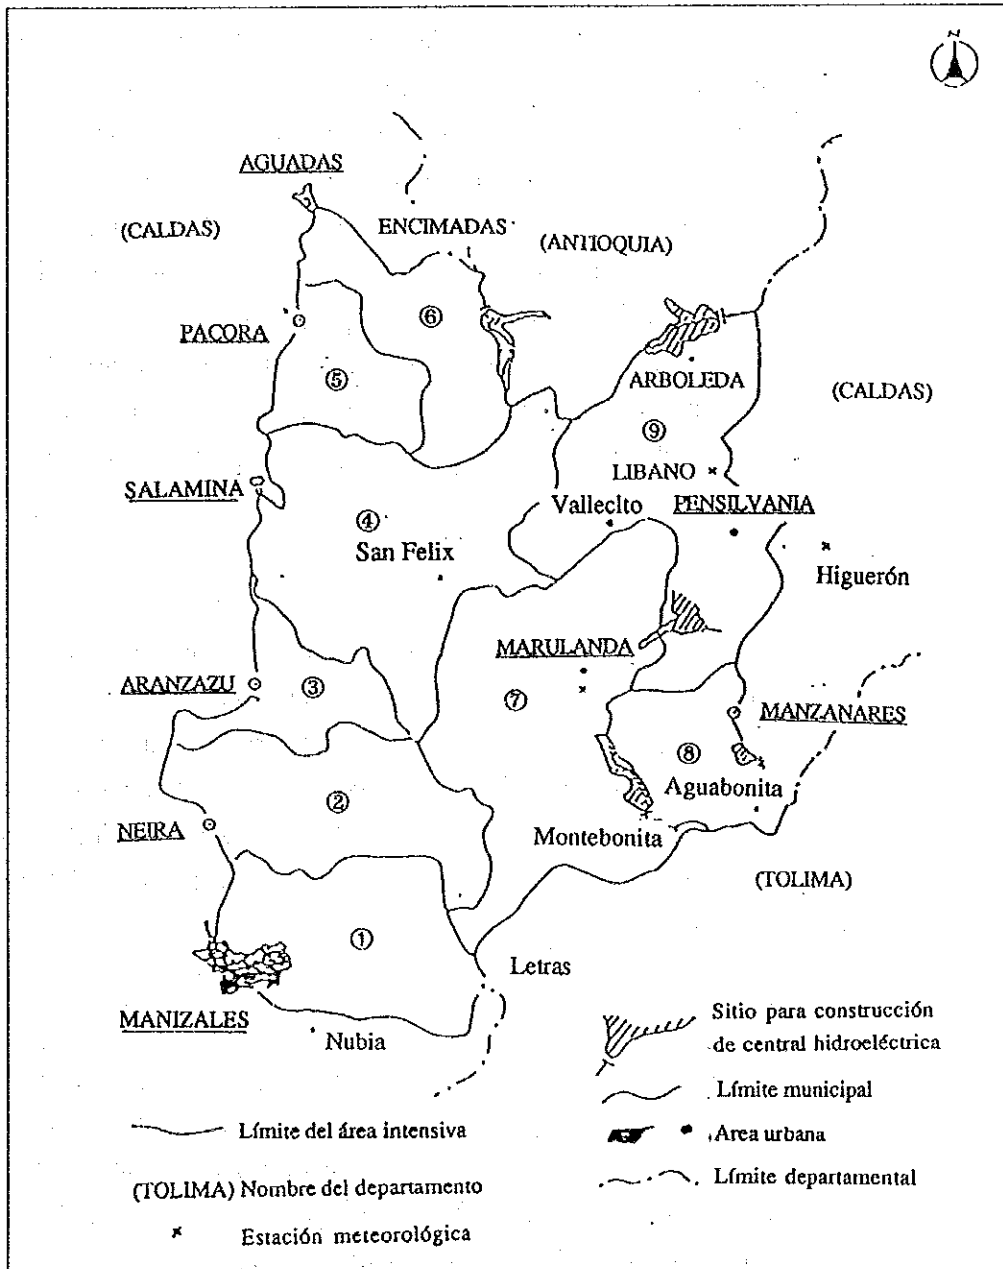 N
AGUADAS
(CALDAS)
ENCIMADAS
(ANTIOQUIA)
⑥
PACORA
⑤
ARBOLEDA
(CALDAS)
⑨
LIBANO
SALAMINA
Vallecito
PENSILVANIA
④
San Felix
Higuerón
MARULANDA
ARANZAZU
③
⑦
MANZANARES
⑧
Aguabonita
②
NEIRA
Montebonita
(TOLIMA)
①
Letras
MANIZALES
Nubia
Sitio para construcción
de central hidroeléctrica
Límite municipal
Límite del área intensiva
Area urbana
(TOLIMA) Nombre del departamento
Límite departamental
Estación meteorológica